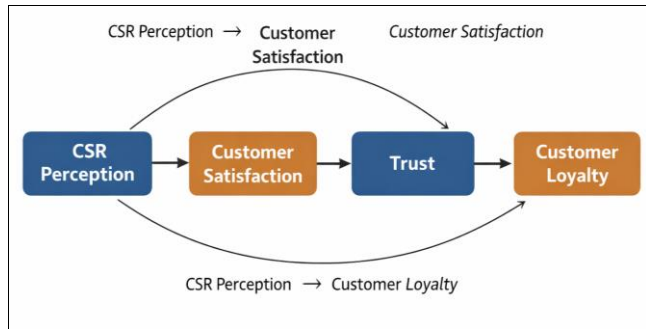 CSR Perception → Customer Satisfaction
Customer
Satisfaction
CSR
Perception
Customer
Satisfaction
Trust
Customer
Loyalty
CSR Perception → Customer Loyalty